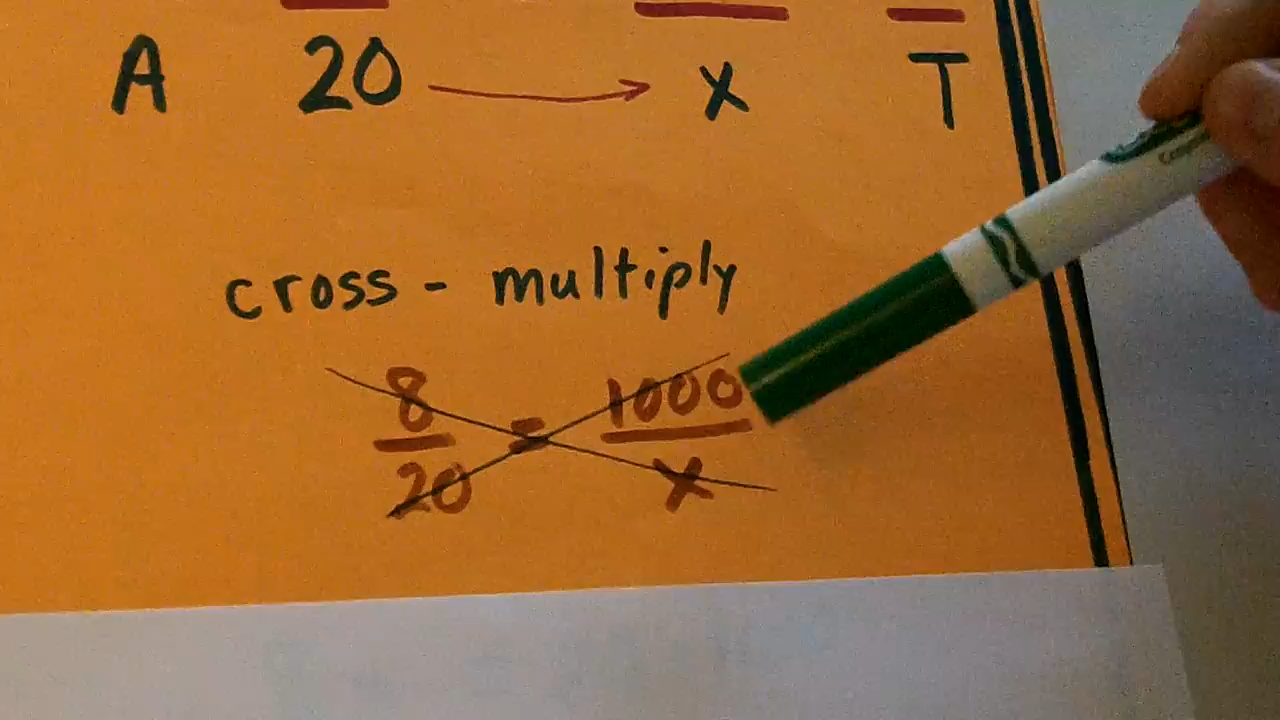 A 20 → x T
cross - multiply
8 = 1000
20 x